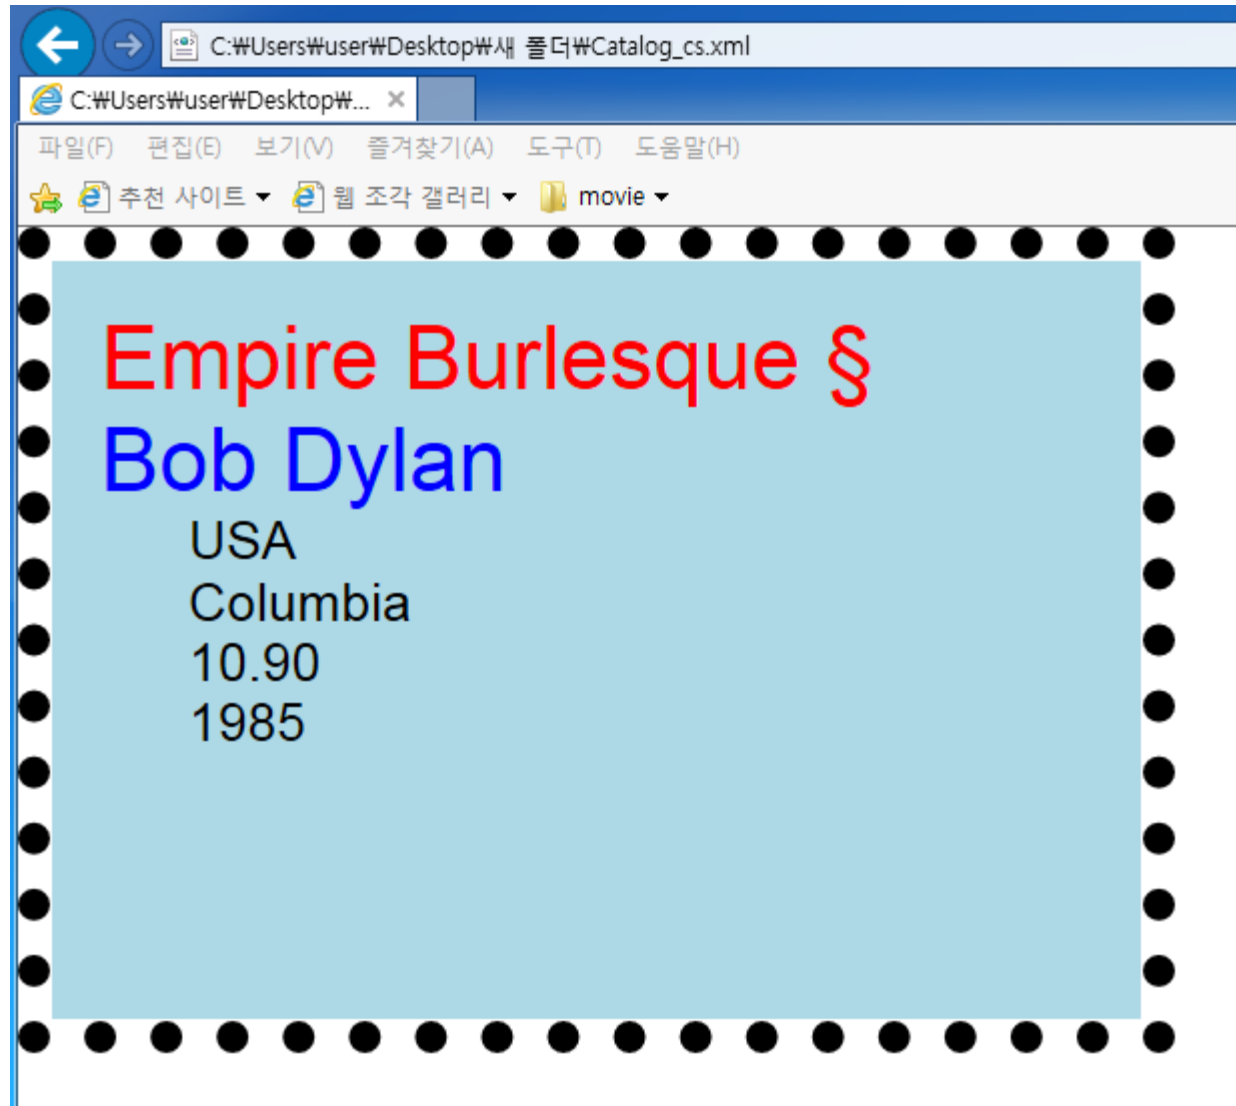 C:₩Users₩user₩Desktop₩새 폴더₩Catalog_cs.xml
C:₩Users₩user₩Desktop₩...
파일(F) 편집(E) 보기(V) 즐겨찾기(A) 도구(T) 도움말(H)
추천 사이트 웹 조각 갤러리 movie
Empire Burlesque §
Bob Dylan
USA
Columbia
10.90
1985